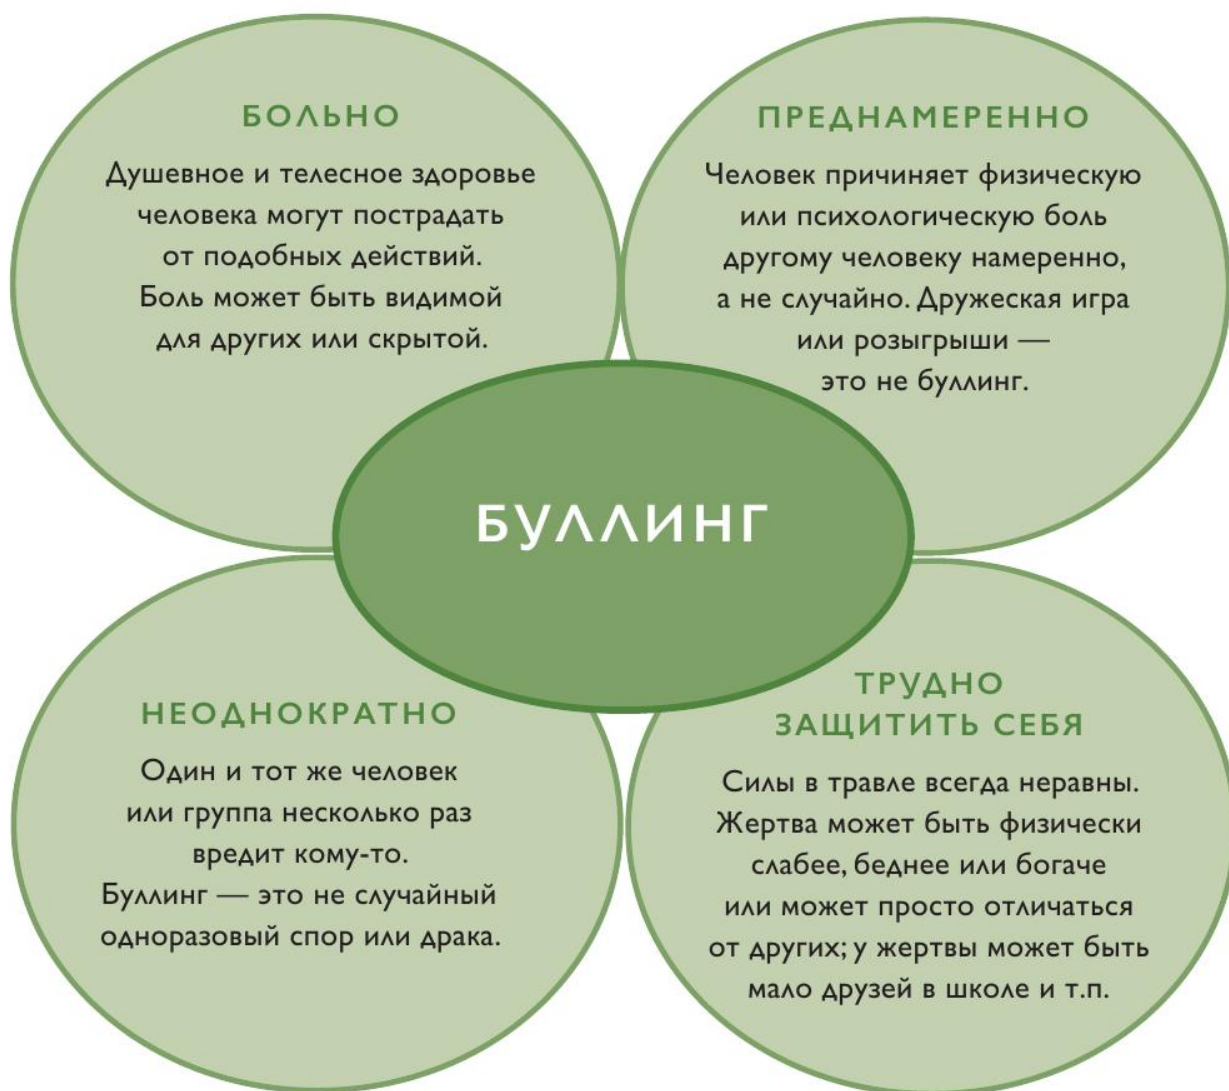 БОЛЬНО
Душевное и телесное здоровье
человека могут пострадать
от подобных действий.
Боль может быть видимой
для других или скрытой.
ПРЕДНАМЕРЕННО
Человек причиняет физическую
или психологическую боль
другому человеку намеренно,
а не случайно. Дружеская игра
или розыгрыши —
это не буллинг.
БУЛЛИНГ
НЕОДНОКРАТНО
Один и тот же человек
или группа несколько раз
вредит кому-то.
Буллинг — это не случайный
одноразовый спор или драка.
ТРУДНО
ЗАЩИТИТЬ СЕБЯ
Силы в травле всегда неравны.
Жертва может быть физически
слабее, беднее или богаче
или может просто отличаться
от других; у жертвы может быть
мало друзей в школе и т.п.